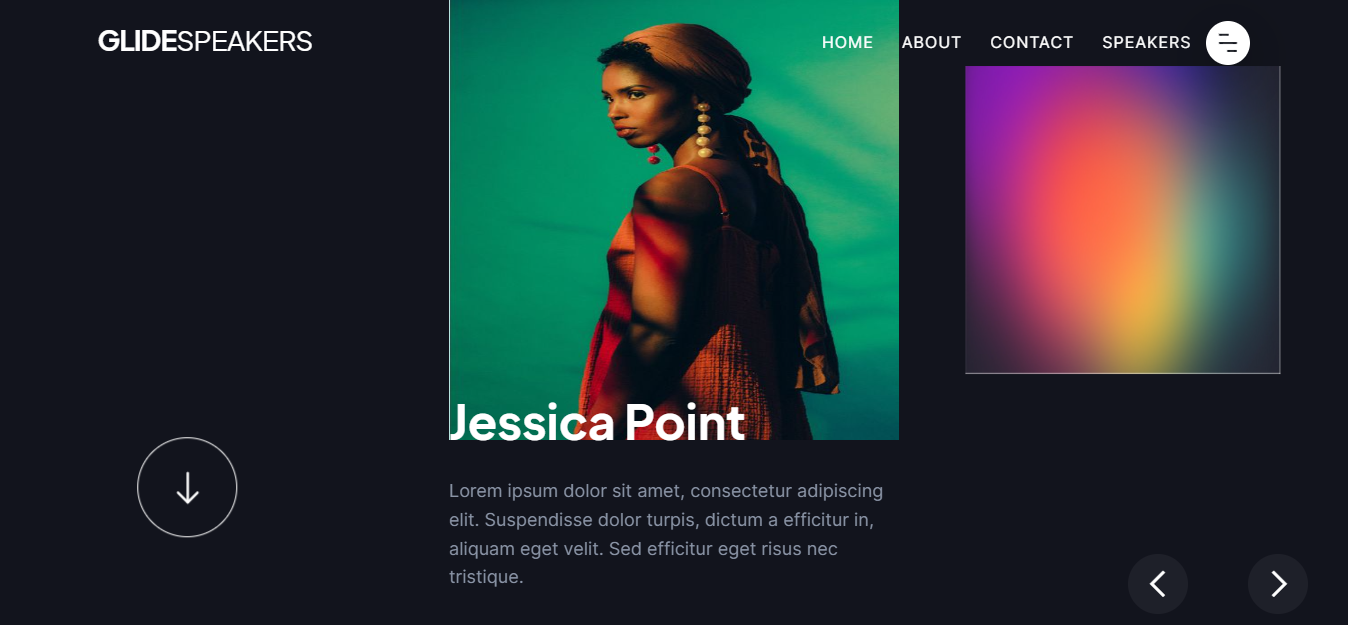 GLIDESPEAKERS
HOME ABOUT CONTACT SPEAKERS
Jessica Point
Lorem ipsum dolor sit amet, consectetur adipiscing
elit. Suspendisse dolor turpis, dictum a efficitur in,
aliquam eget velit. Sed efficitur eget risus nec
tristique.